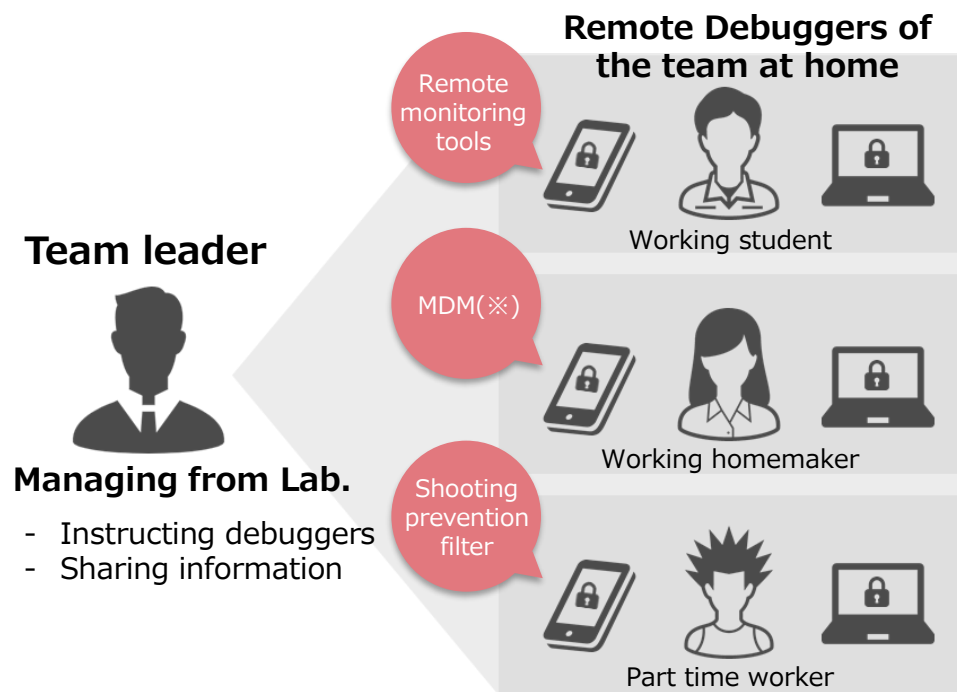 Remote Debuggers of
the team at home
Remote
monitoring
tools
Working student
Team leader
MDM(※)
Working homemaker
Managing from Lab.
- Instructing debuggers
- Sharing information
Shooting
prevention
filter
Part time worker